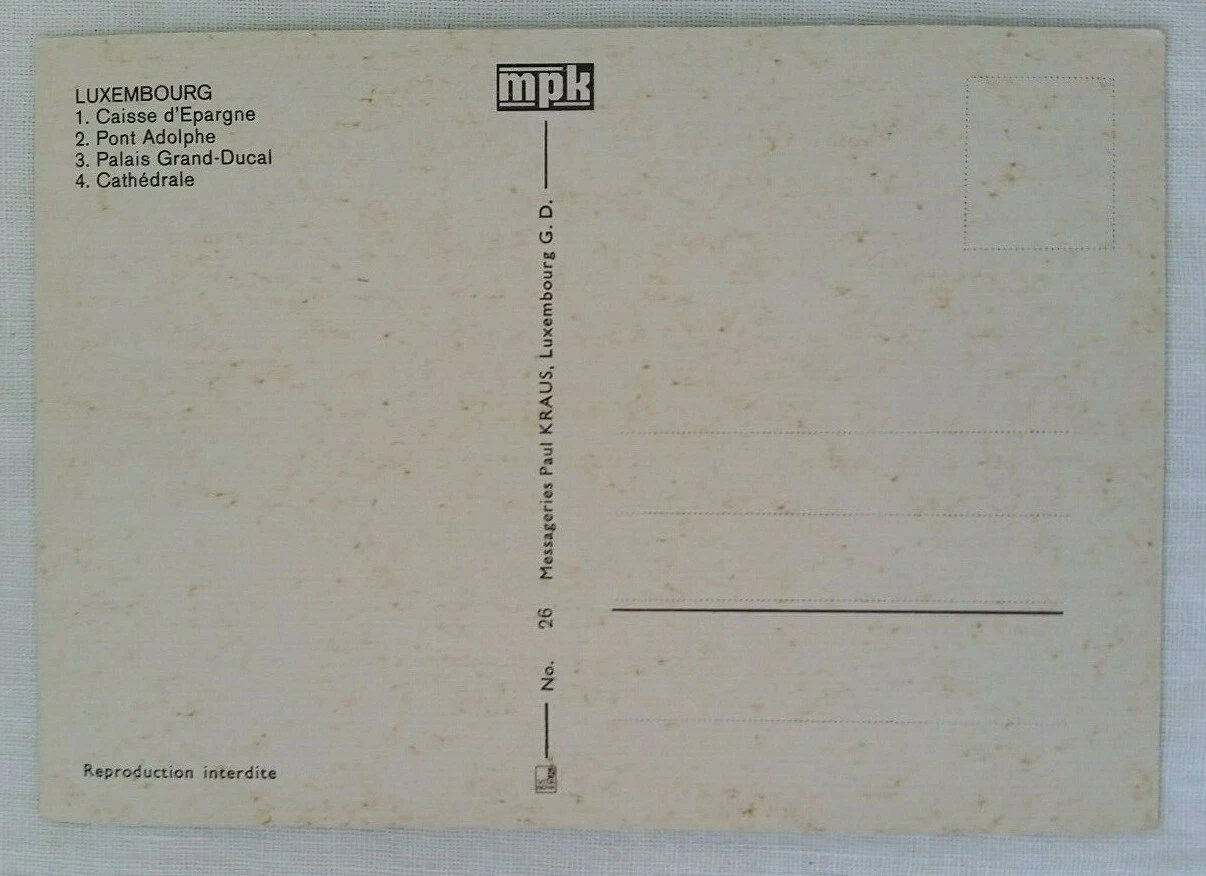 LUXEMBOURG
1. Caisse d'Epargne
2. Pont Adolphe
3. Palais Grand-Ducal
4. Cathédrale
mpk
No. 26 Messageries Paul KRAUS, Luxembourg G. D.
Reproduction interdite